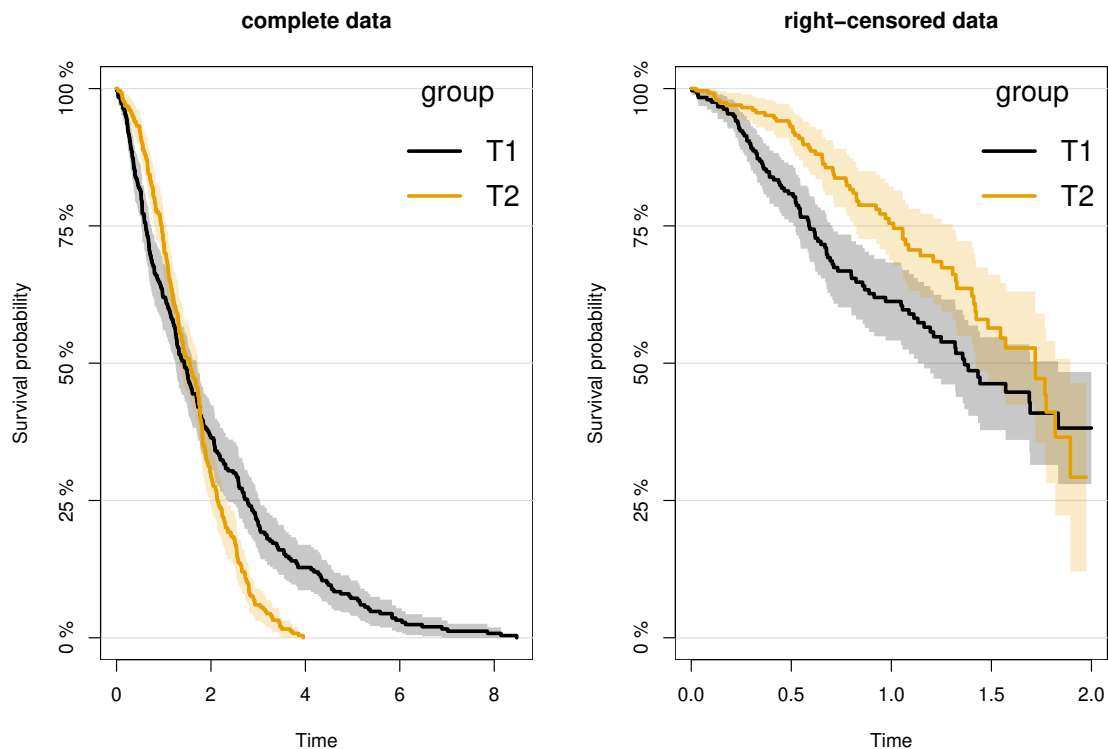 complete data
Survival probability
100 %
75 %
50 %
25 %
0 %
group
T1
T2
0
2
4
6
8
Time
right−censored data
Survival probability
100 %
75 %
50 %
25 %
0 %
group
T1
T2
0.0
0.5
1.0
1.5
2.0
Time